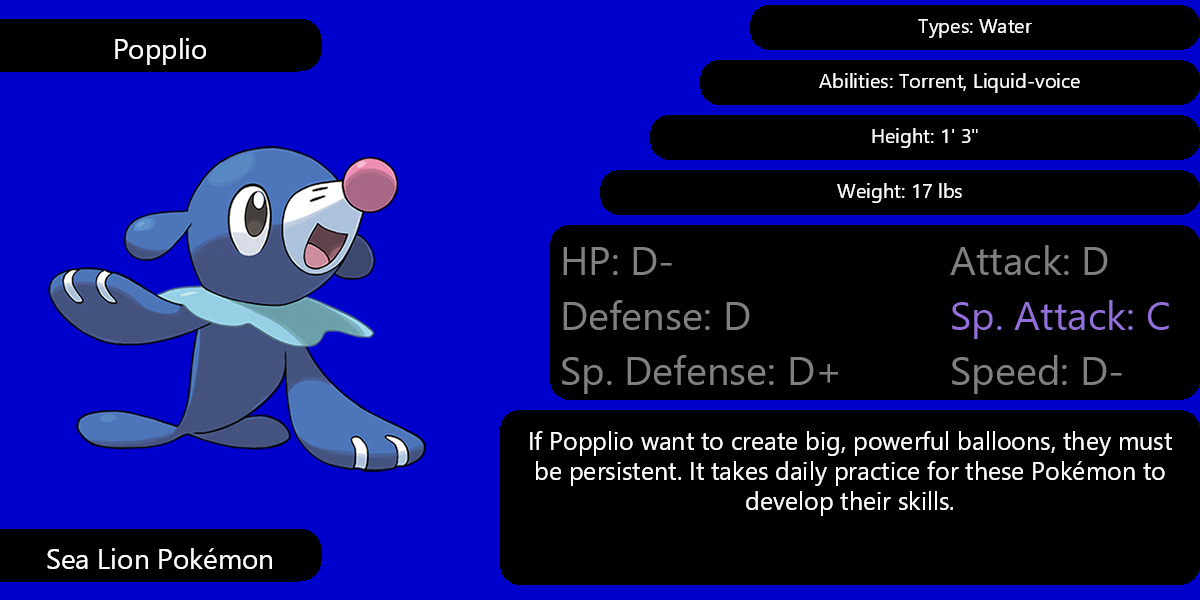 Popplio
Types: Water
Abilities: Torrent, Liquid-voice
Height: 1' 3"
Weight: 17 lbs
HP: D-
Attack: D
Defense: D
Sp. Attack: C
Sp. Defense: D+
Speed: D-
If Popplio want to create big, powerful balloons, they must
be persistent. It takes daily practice for these Pokémon to
develop their skills.
Sea Lion Pokémon